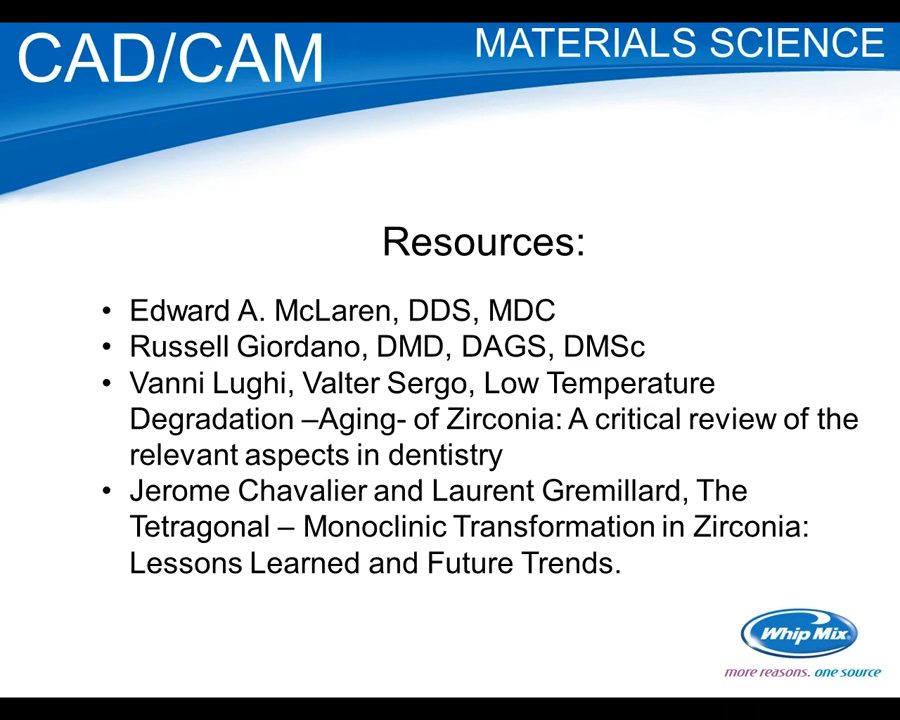 CAD/CAM
MATERIALS SCIENCE
Resources:
• Edward A. McLaren, DDS, MDC
• Russell Giordano, DMD, DAGS, DMSc
• Vanni Lughi, Valter Sergo, Low Temperature
Degradation –Aging- of Zirconia: A critical review of the
relevant aspects in dentistry
• Jerome Chavalier and Laurent Gremillard, The
Tetragonal – Monoclinic Transformation in Zirconia:
Lessons Learned and Future Trends.
Whip Mix
more reasons. one source